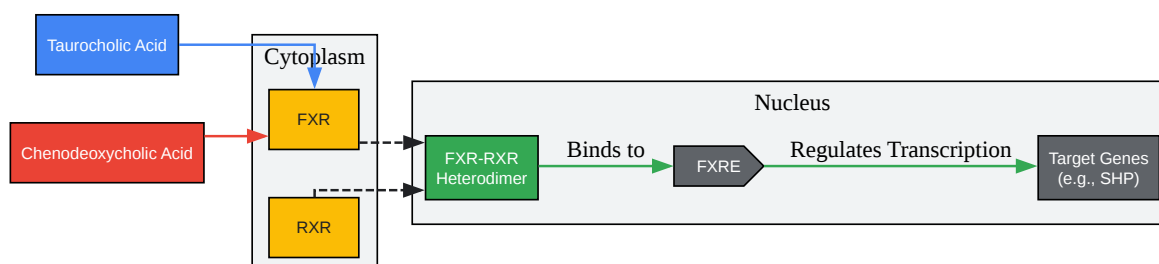 Taurocholic Acid
Cytoplasm
Nucleus
FXR
Chenodeoxycholic Acid
FXR-RXR
Heterodimer
Binds to
FXRE
Regulates Transcription
Target Genes
(e.g., SHP)
RXR